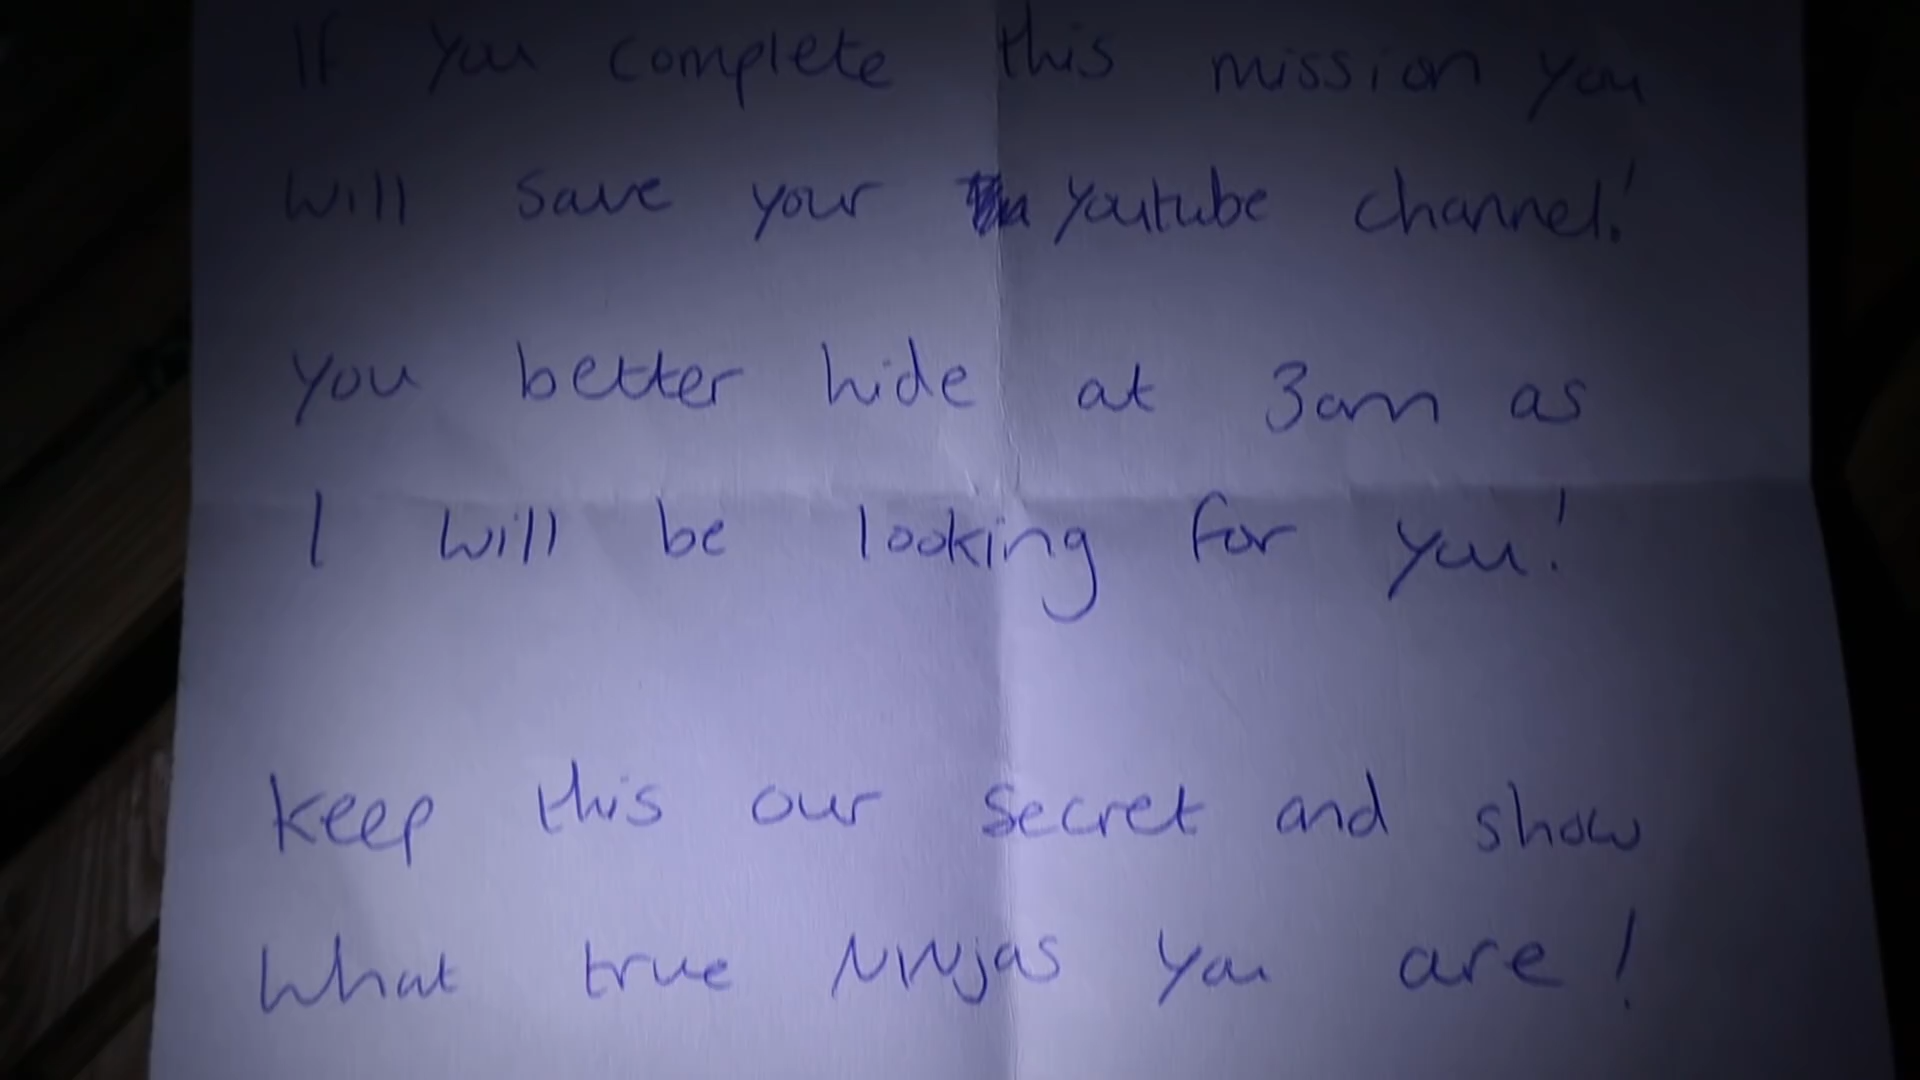 If you complete this mission you
will save your Youtube channel!
you better hide at 3am as
I will be looking for you!
keep this our secret and show
what true Ninjas you are!